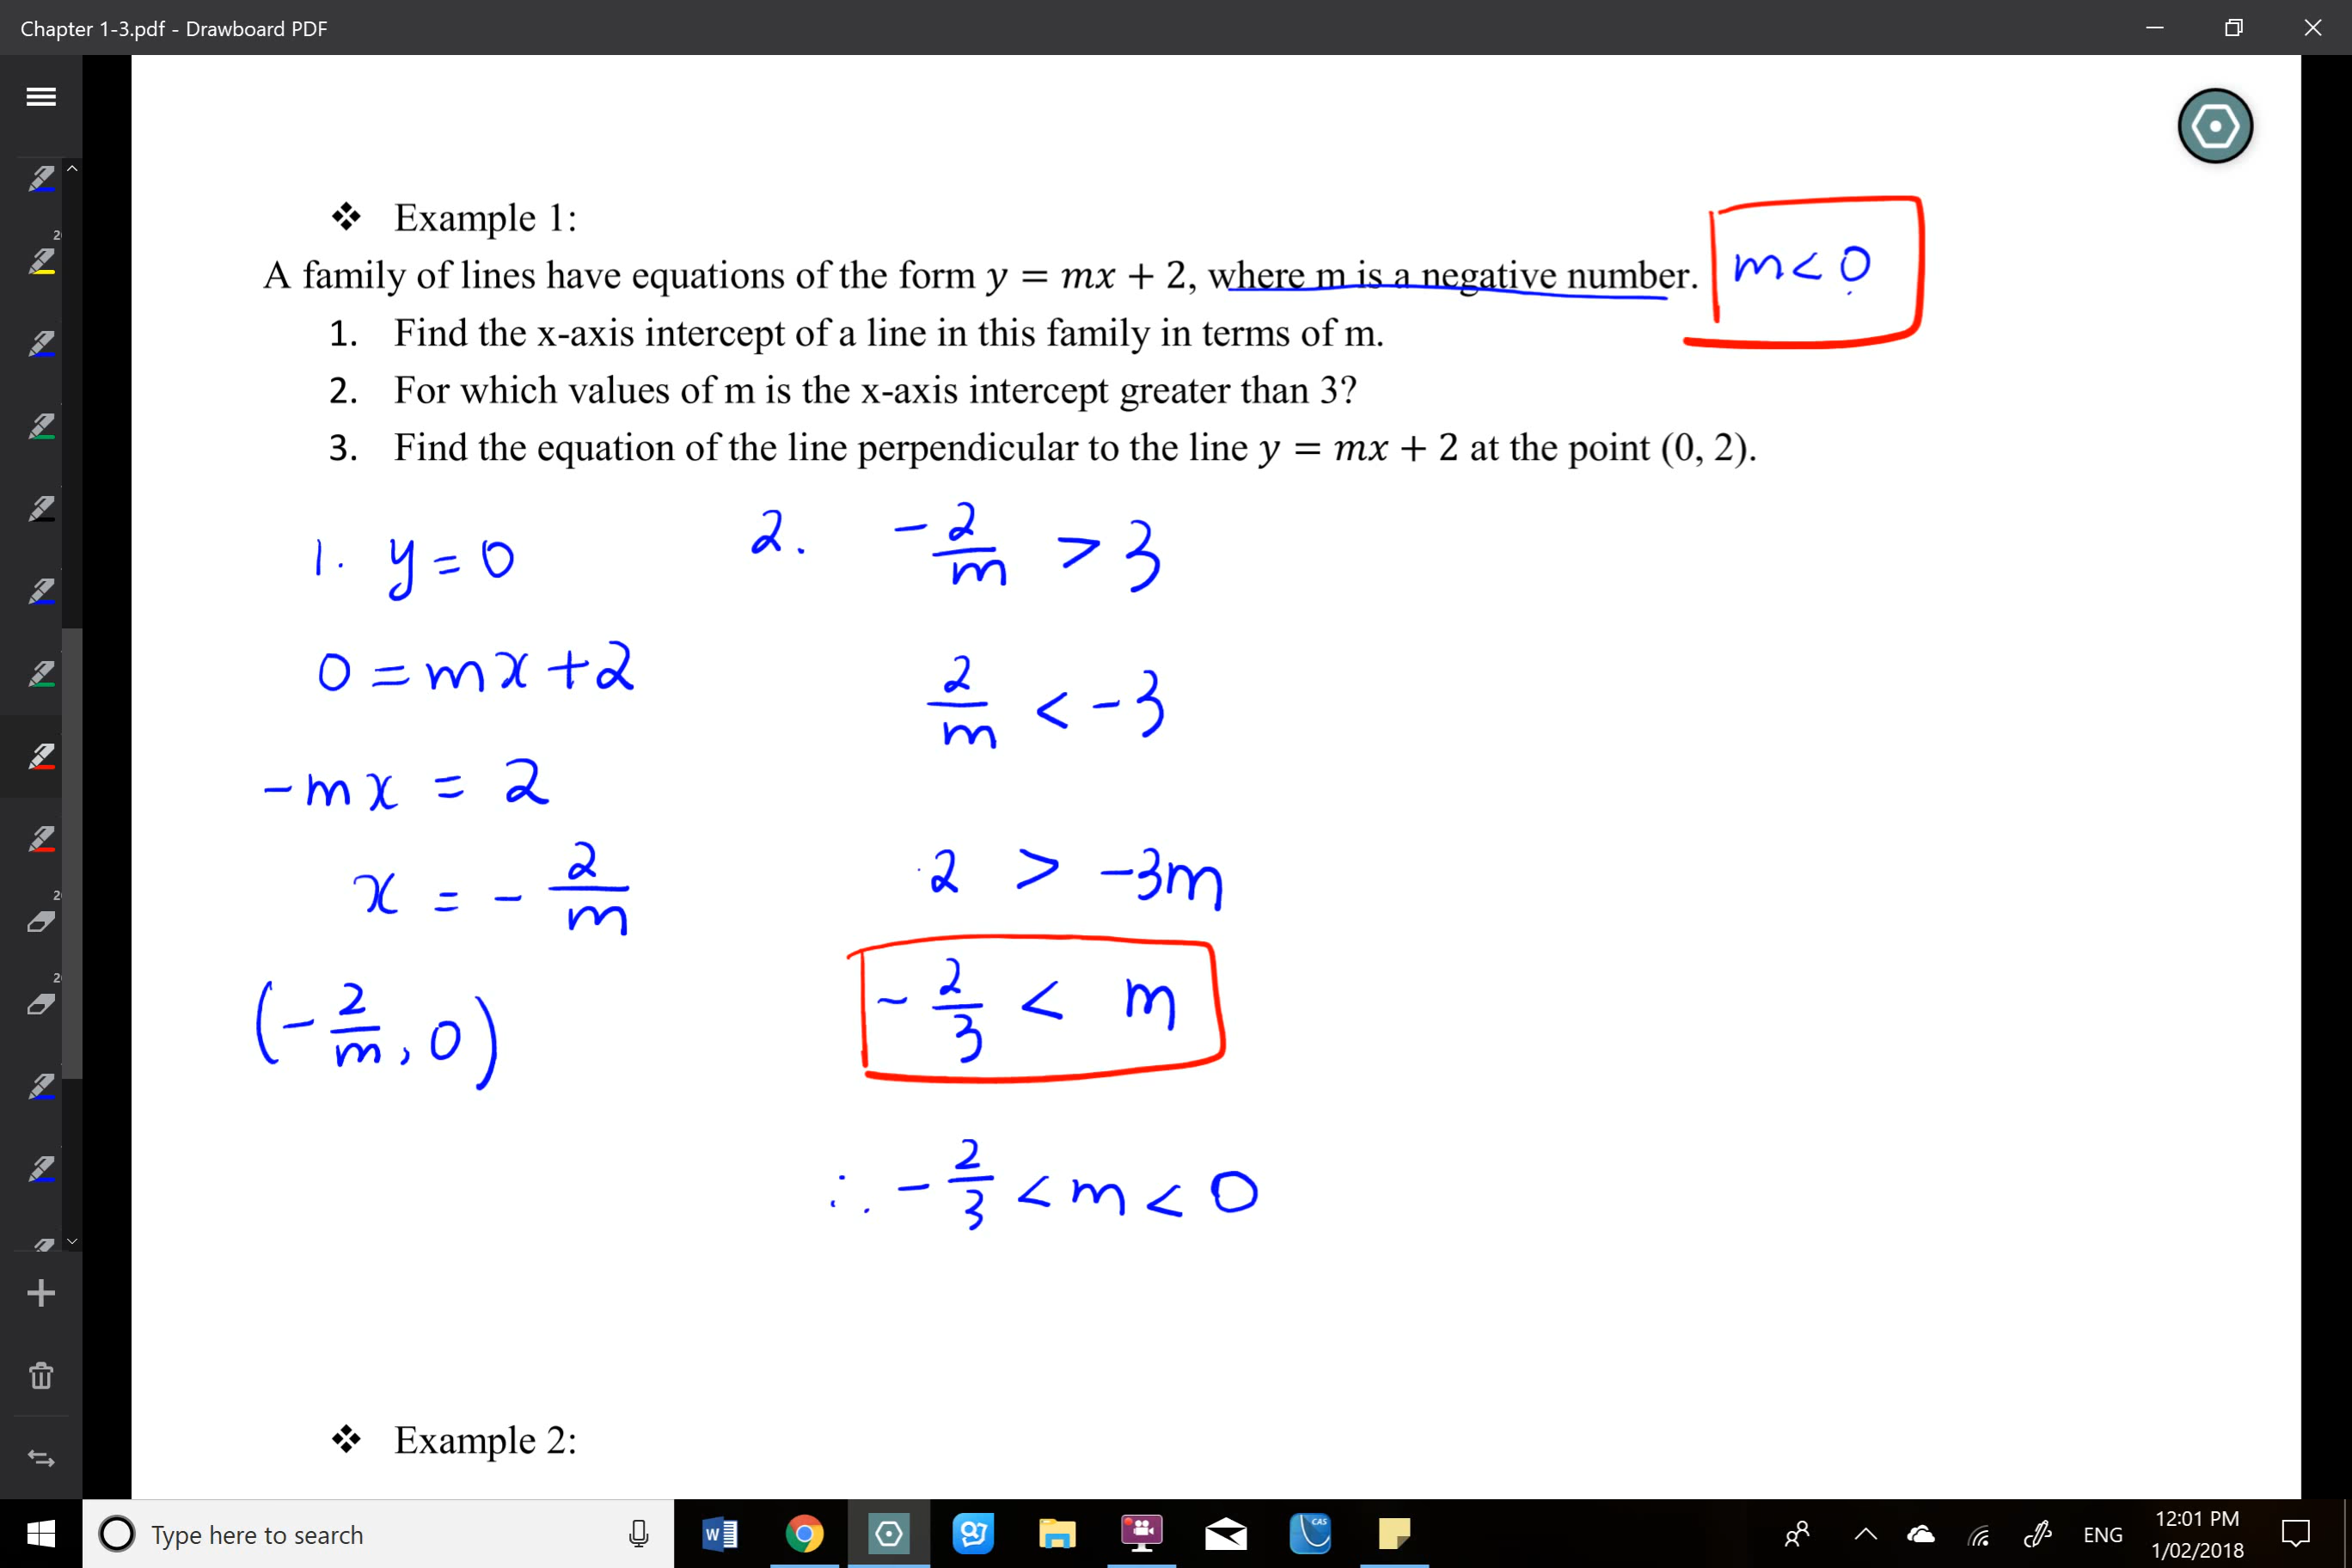 Chapter 1-3.pdf - Drawboard PDF
❖ Example 1:
A family of lines have equations of the form y = mx + 2, where m is a negative number. m < 0
1. Find the x-axis intercept of a line in this family in terms of m.
2. For which values of m is the x-axis intercept greater than 3?
3. Find the equation of the line perpendicular to the line y = mx + 2 at the point (0, 2).
1. y = 0
0 = mx + 2
-mx = 2
x = - 2/m
(- 2/m, 0)
2. - 2/m > 3
2/m < -3
2 > -3m
- 2/3 < m
∴ - 2/3 < m < 0
❖ Example 2:
2
2
2
Type here to search
CAS
ENG
12:01 PM
1/02/2018